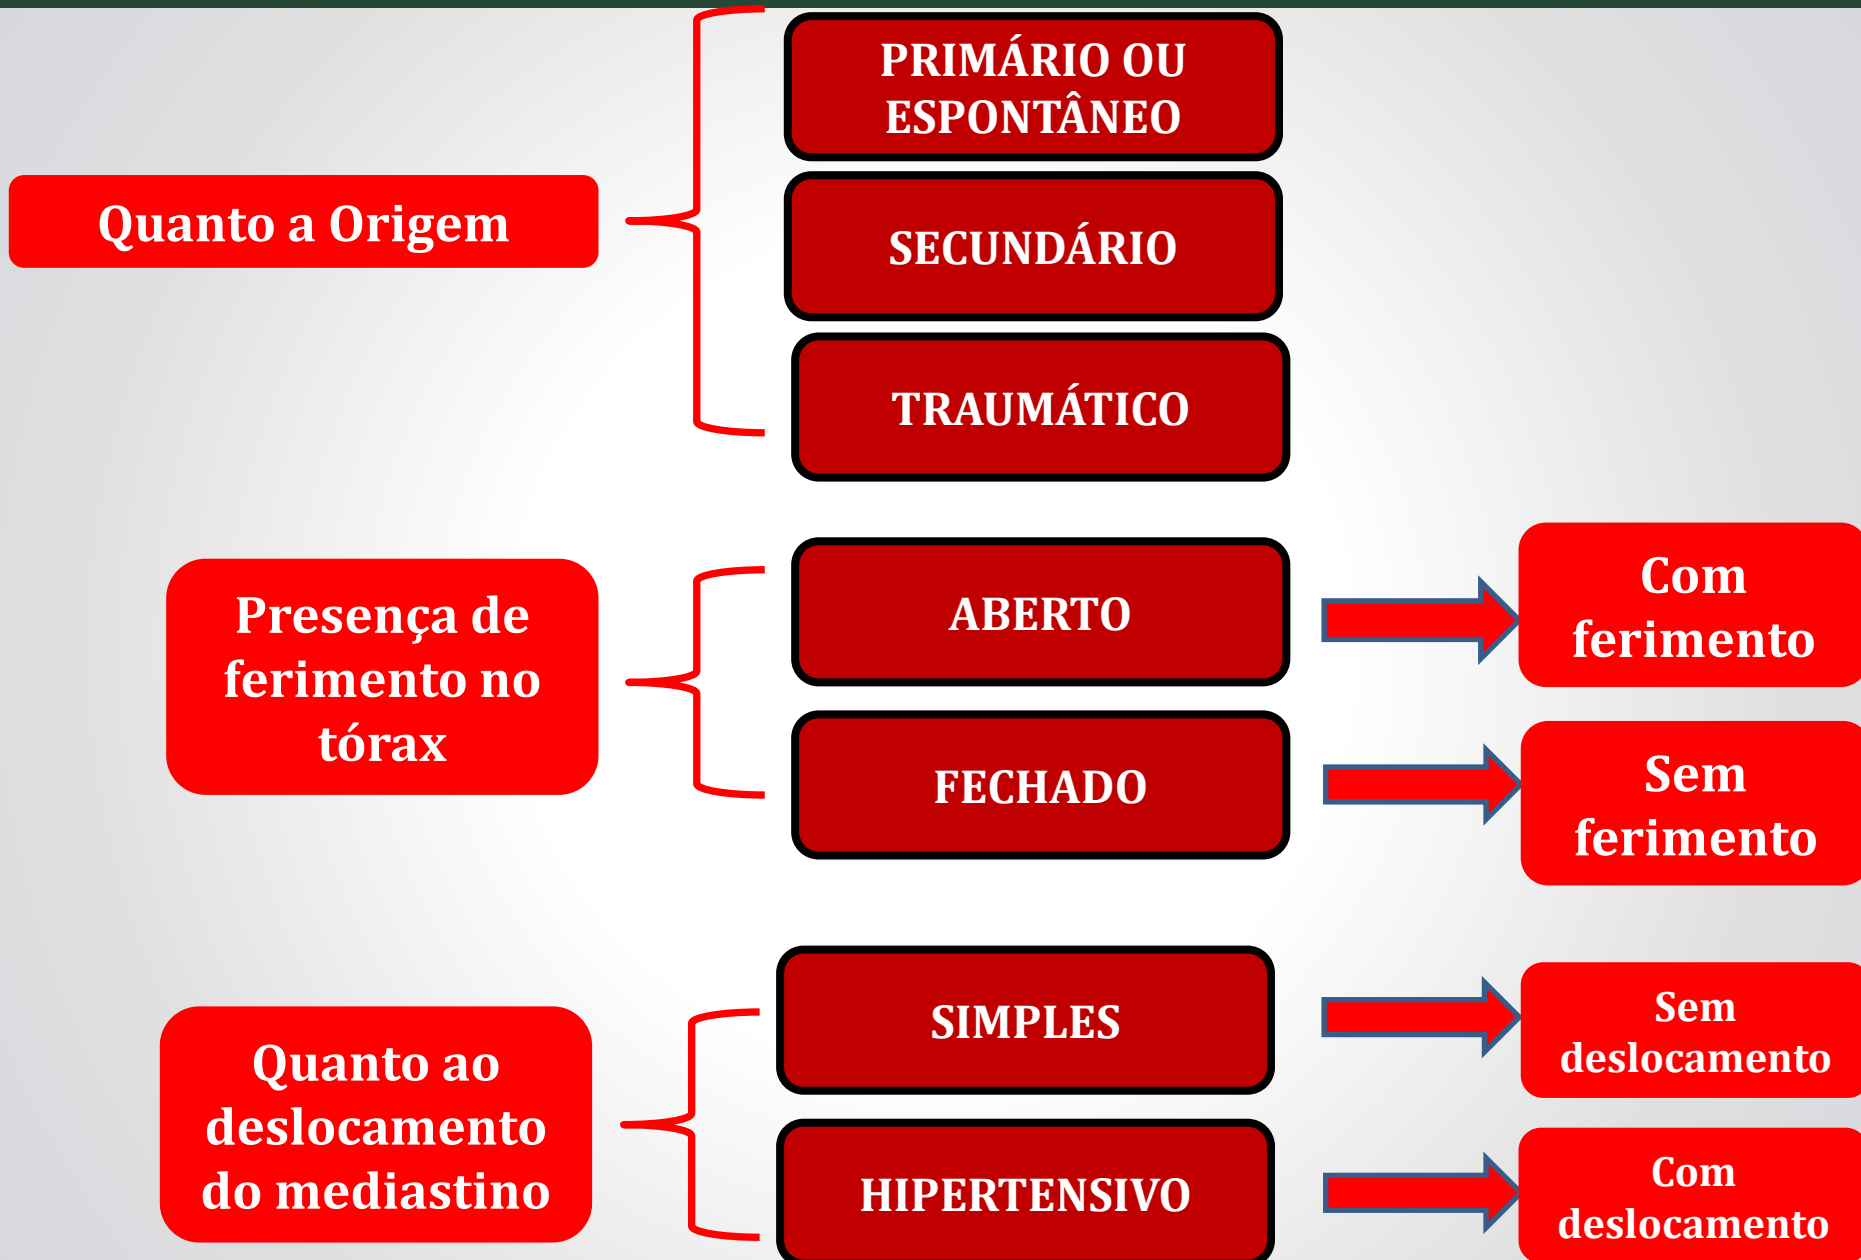 PRIMÁRIO OU
ESPONTÂNEO
Quanto a Origem
SECUNDÁRIO
TRAUMÁTICO
Presença de
ferimento no
tórax
ABERTO
Com
ferimento
FECHADO
Sem
ferimento
Quanto ao
deslocamento
do mediastino
SIMPLES
Sem
deslocamento
HIPERTENSIVO
Com
deslocamento